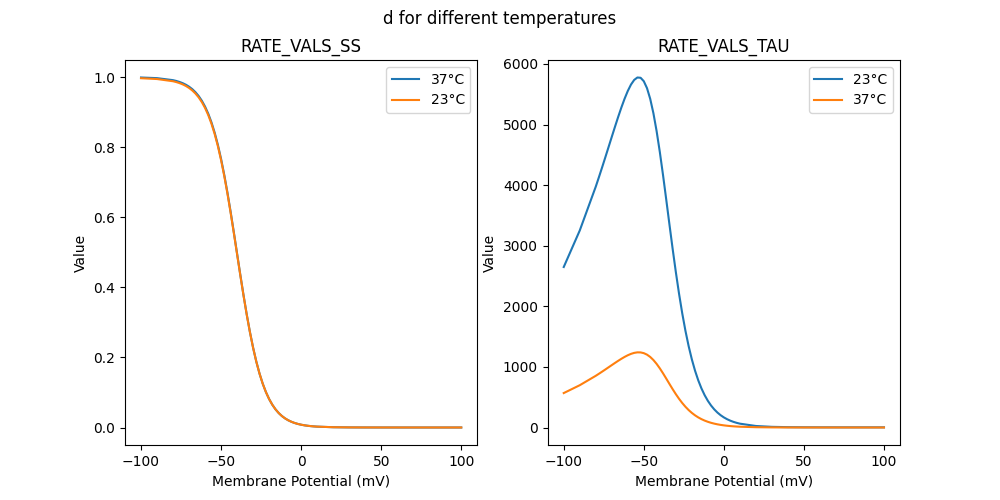 d for different temperatures
RATE_VALS_SS
1.0
0.8
0.6
0.4
0.2
0.0
Value
−100
−50
0
50
100
Membrane Potential (mV)
37°C
23°C
RATE_VALS_TAU
6000
5000
4000
3000
2000
1000
0
Value
−100
−50
0
50
100
Membrane Potential (mV)
23°C
37°C